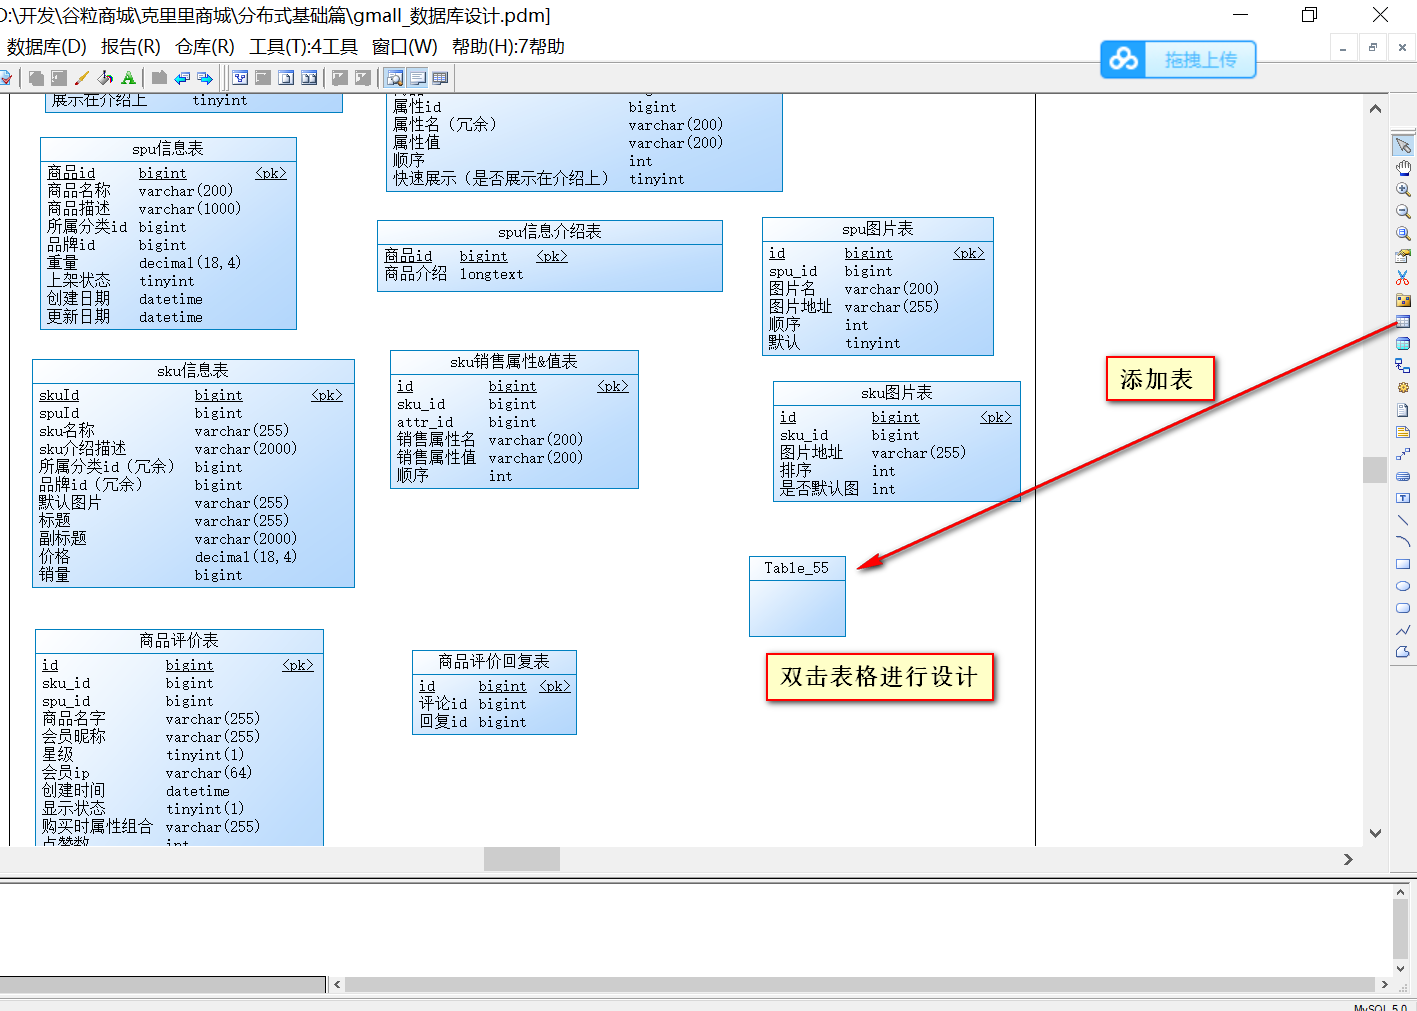 D:\开发\谷粒商城\克里里商城\分布式基础篇\gmall_数据库设计.pdm]
数据库(D) 报告(R) 仓库(R) 工具(T):4工具 窗口(W) 帮助(H):7帮助
拖拽上传
展示在介绍上 tinyint
属性id bigint
属性名（冗余） varchar(200)
属性值 varchar(200)
顺序 int
快速展示（是否展示在介绍上） tinyint
spu信息表
商品id bigint <pk>
商品名称 varchar(200)
商品描述 varchar(1000)
所属分类id bigint
品牌id bigint
重量 decimal(18,4)
上架状态 tinyint
创建日期 datetime
更新日期 datetime
spu信息介绍表
商品id bigint <pk>
商品介绍 longtext
spu图片表
id bigint <pk>
spu_id bigint
图片名 varchar(200)
图片地址 varchar(255)
顺序 int
默认 tinyint
sku信息表
skuId bigint <pk>
spuId bigint
sku名称 varchar(255)
sku介绍描述 varchar(2000)
所属分类id（冗余） bigint
品牌id（冗余） bigint
默认图片 varchar(255)
标题 varchar(255)
副标题 varchar(2000)
价格 decimal(18,4)
销量 bigint
sku销售属性&值表
id bigint <pk>
sku_id bigint
attr_id bigint
销售属性名 varchar(200)
销售属性值 varchar(200)
顺序 int
sku图片表
id bigint <pk>
sku_id bigint
图片地址 varchar(255)
排序 int
是否默认图 int
添加表
Table_55
双击表格进行设计
商品评价表
id bigint <pk>
sku_id bigint
spu_id bigint
商品名字 varchar(255)
会员昵称 varchar(255)
星级 tinyint(1)
会员ip varchar(64)
创建时间 datetime
显示状态 tinyint(1)
购买时属性组合 varchar(255)
点赞数 int
商品评价回复表
id bigint <pk>
评论id bigint
回复id bigint
MySQL 5.0